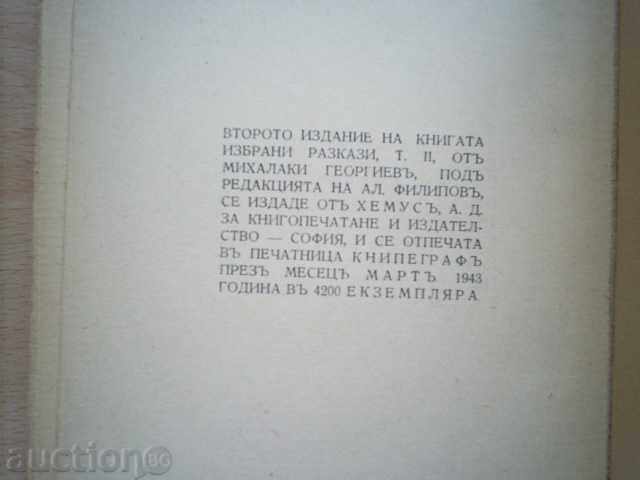 ВТОРОТО ИЗДАНИЕ НА КНИГАТА
ИЗБРАНИ РАЗКАЗИ, Т. II, ОТЪ
МИХАЛАКИ ГЕОРГИЕВЪ, ПОДЪ
РЕДАКЦИЯТА НА АЛ. ФИЛИПОВЪ,
СЕ ИЗДАДЕ ОТЪ ХЕМУСЪ, А. Д.
ЗА КНИГОПЕЧАТАНЕ И ИЗДАТЕЛ-
СТВО — СОФИЯ, И СЕ ОТПЕЧАТА
ВЪ ПЕЧАТНИЦА КНИПЕГРАФЪ
ПРЕЗЪ МЕСЕЦЪ МАРТЪ 1943
ГОДИНА ВЪ 4200 ЕКЗЕМПЛЯРА
auction BG